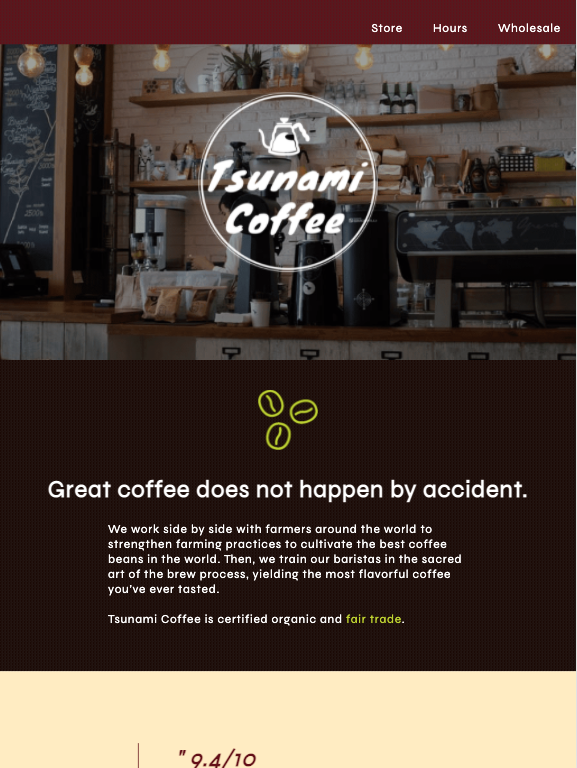 Store Hours Wholesale
Tsunami
Coffee
Great coffee does not happen by accident.
We work side by side with farmers around the world to
strengthen farming practices to cultivate the best coffee
beans in the world. Then, we train our baristas in the sacred
art of the brew process, yielding the most flavorful coffee
you've ever tasted.
Tsunami Coffee is certified organic and fair trade.
" 9.4/10